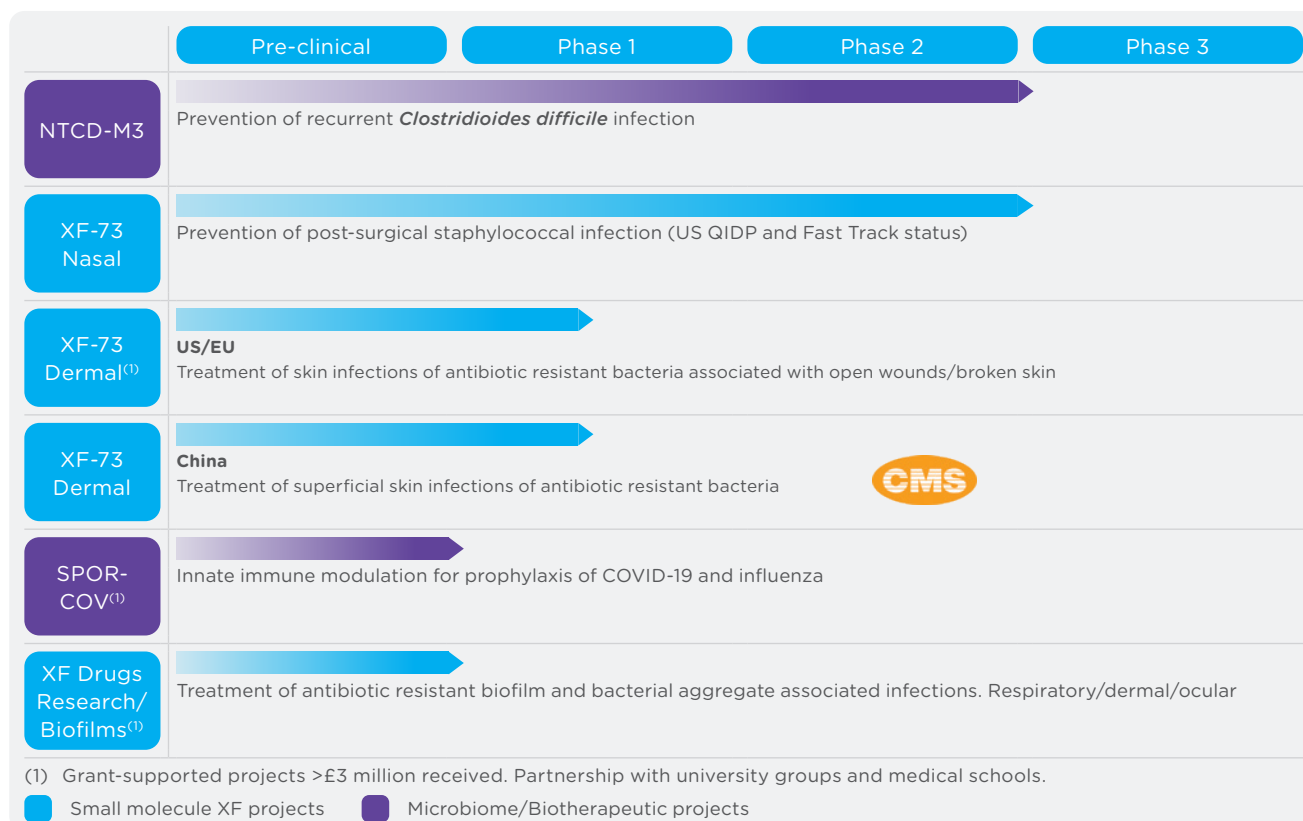 Pre-clinical
Phase 1
Phase 2
Phase 3
NTCD-M3
Prevention of recurrent Clostridioides difficile infection
XF-73
Nasal
Prevention of post-surgical staphylococcal infection (US QIDP and Fast Track status)
XF-73
Dermal(1)
US/EU
Treatment of skin infections of antibiotic resistant bacteria associated with open wounds/broken skin
XF-73
Dermal
China
Treatment of superficial skin infections of antibiotic resistant bacteria
CMS
SPOR-
COV(1)
Innate immune modulation for prophylaxis of COVID-19 and influenza
XF Drugs
Research/
Biofilms(1)
Treatment of antibiotic resistant biofilm and bacterial aggregate associated infections. Respiratory/dermal/ocular
(1) Grant-supported projects >£3 million received. Partnership with university groups and medical schools.
Small molecule XF projects
Microbiome/Biotherapeutic projects